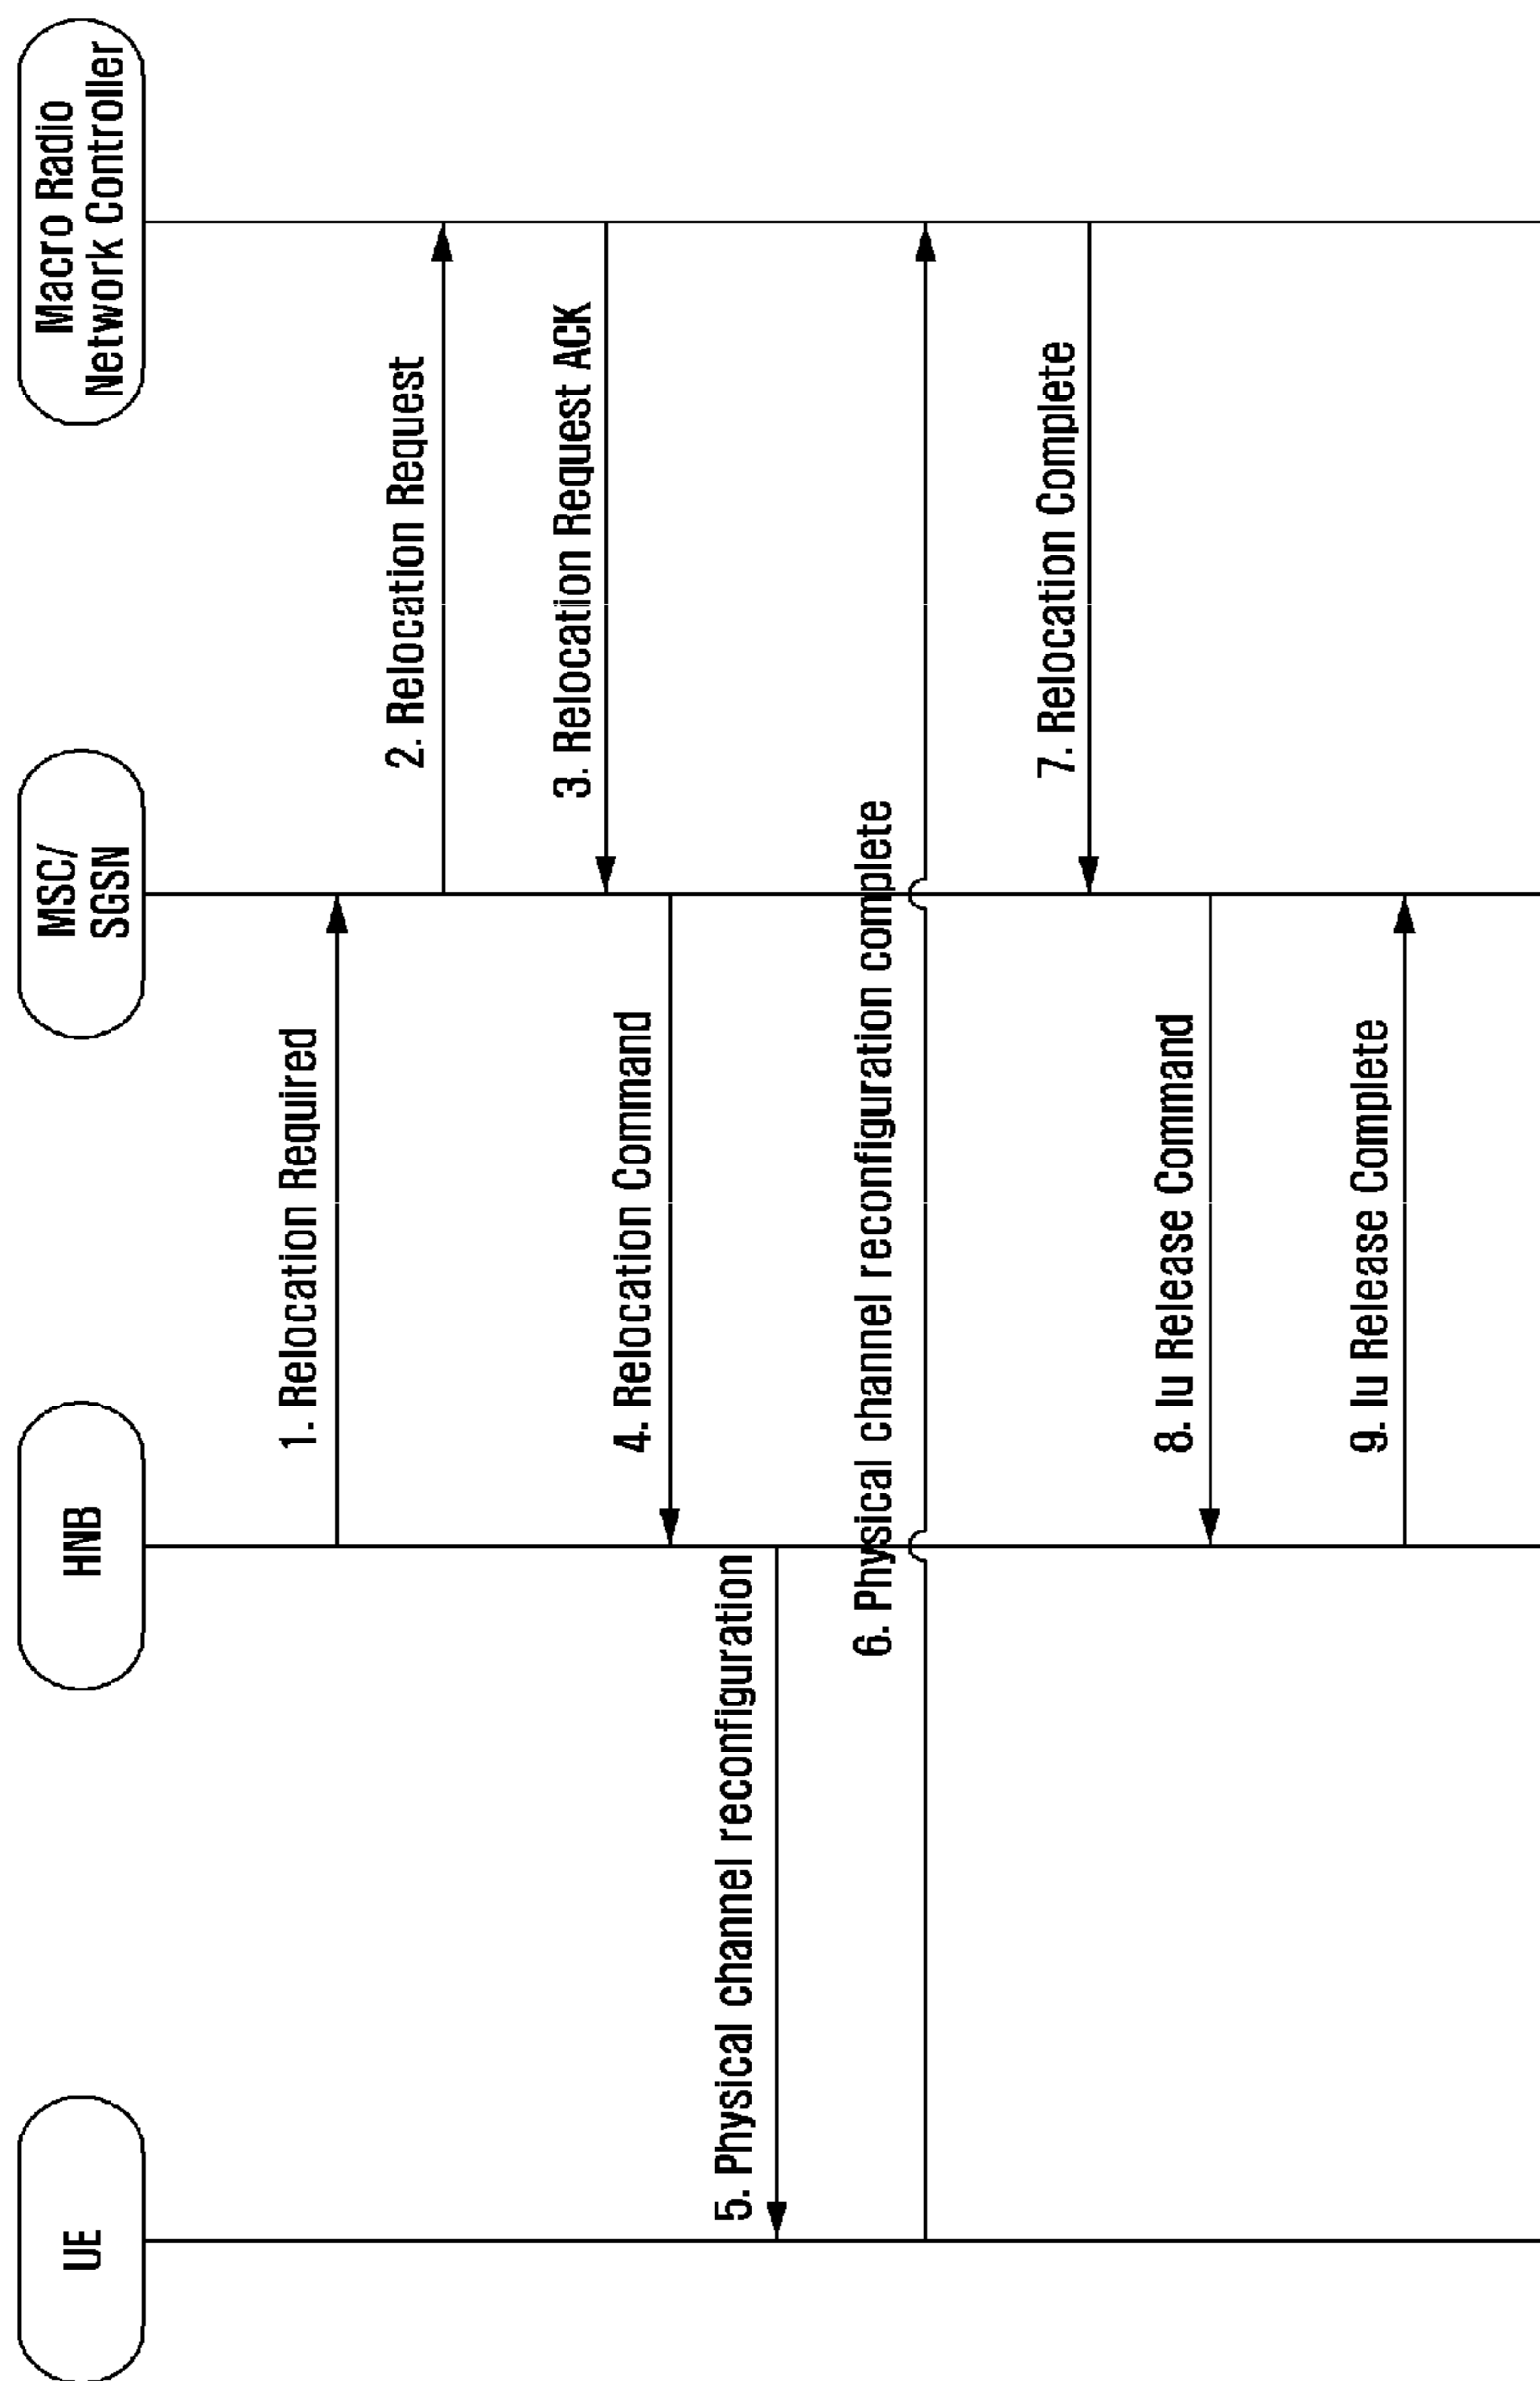 UE
HNB
MSC/
SGSN
Macro Radio
Network Controller
1. Relocation Required
2. Relocation Request
3. Relocation Request ACK
4. Relocation Command
5. Physical channel reconfiguration
6. Physical channel reconfiguration complete
7. Relocation Complete
8. Iu Release Command
9. Iu Release Complete